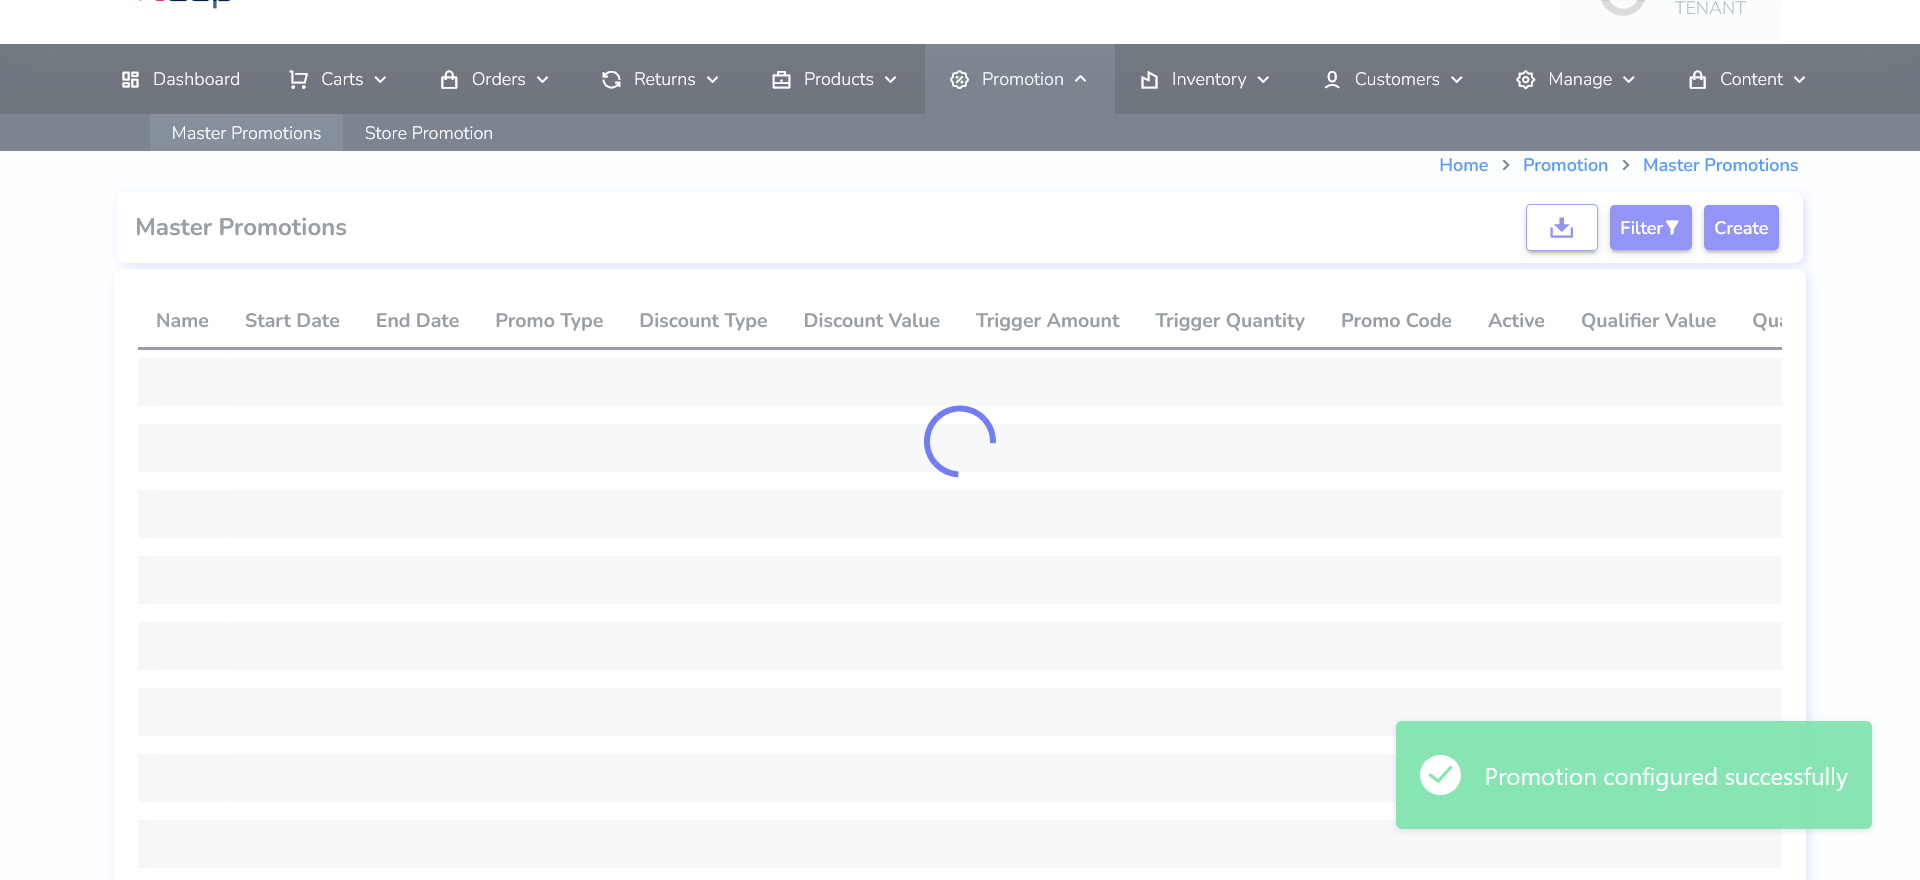 TENANT
Dashboard Carts Orders Returns Products Promotion Inventory Customers Manage Content
Master Promotions Store Promotion
Home > Promotion > Master Promotions
Master Promotions
Filter Create
Name Start Date End Date Promo Type Discount Type Discount Value Trigger Amount Trigger Quantity Promo Code Active Qualifier Value
Promotion configured successfully